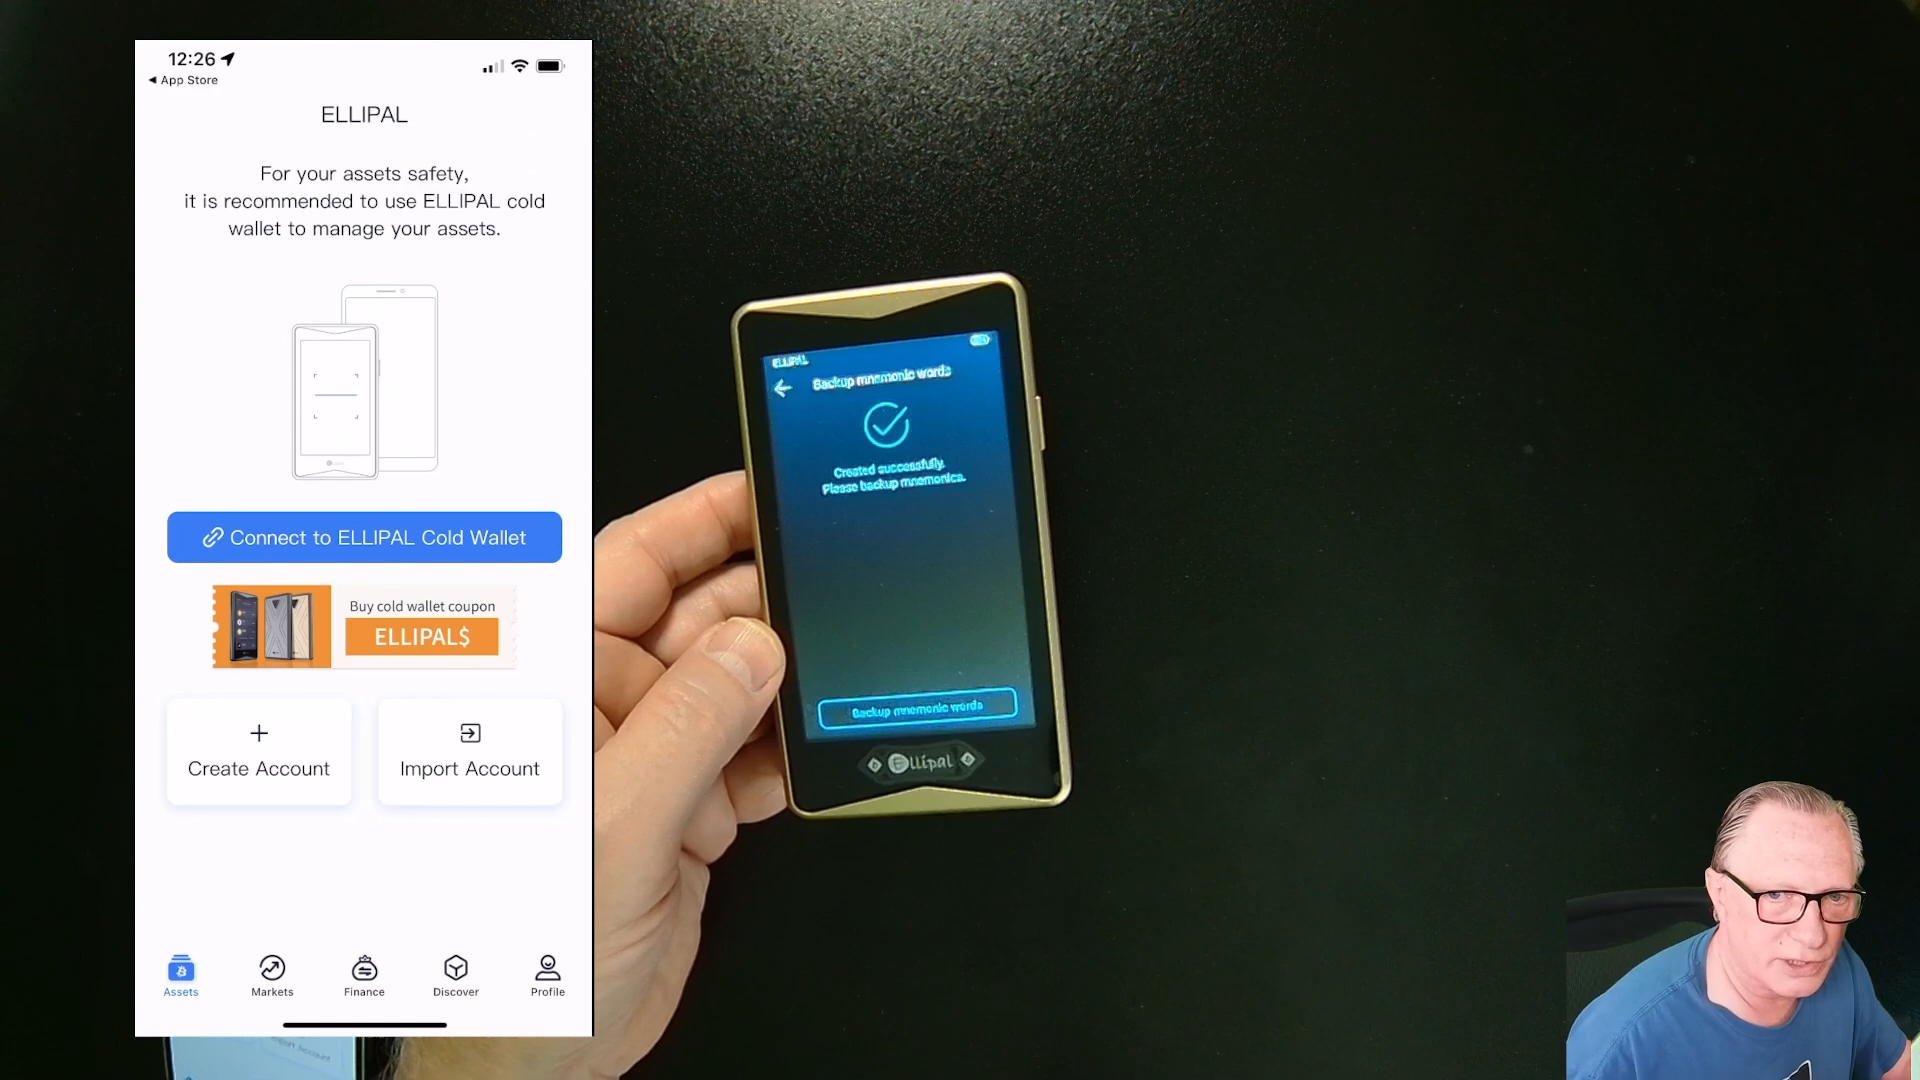 12:26
App Store
ELLIPAL
For your assets safety,
it is recommended to use ELLIPAL cold
wallet to manage your assets.
Connect to ELLIPAL Cold Wallet
Buy cold wallet coupon
ELLIPAL$
Create Account
Import Account
Assets
Markets
Finance
Discover
Profile
ELLIPAL
Backup mnemonic words
Created successfully.
Please backup mnemonics.
Backup mnemonic words
Ellipal
Import Account